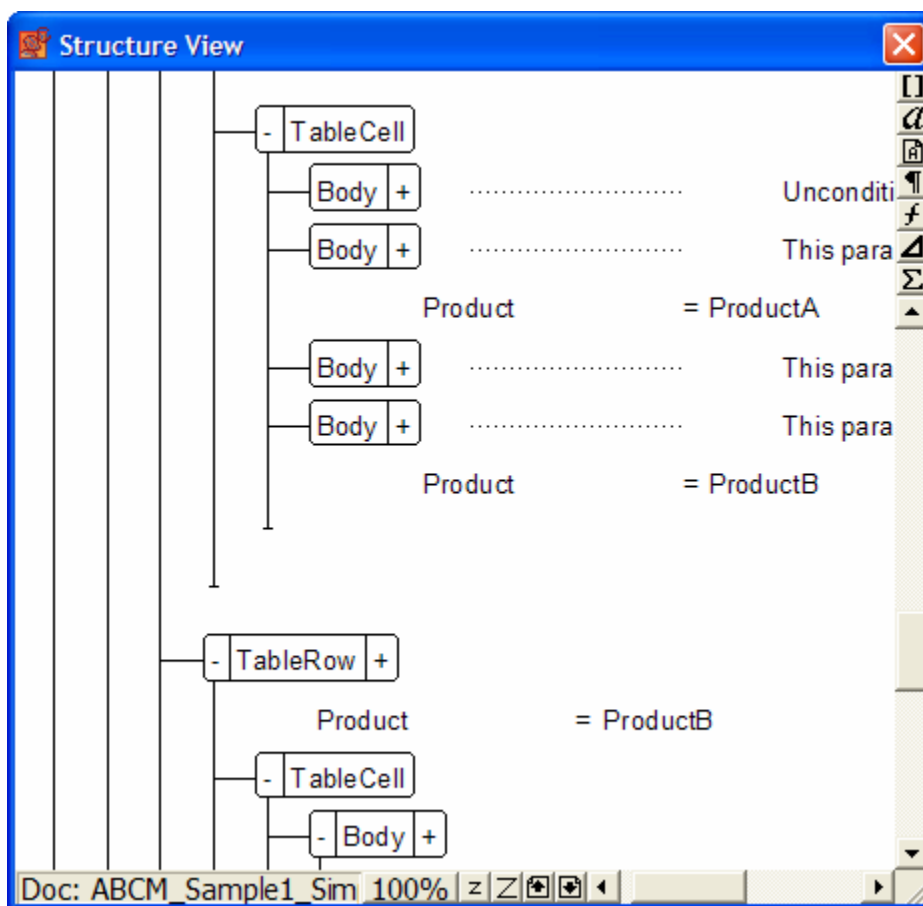 Structure View
- TableCell
Body + Unconditi
Body + This para
Product = ProductA
Body + This para
Body + This para
Product = ProductB
- TableRow +
Product = ProductB
- TableCell
- Body +
Doc: ABCM_Sample1_Sim 100% z Z